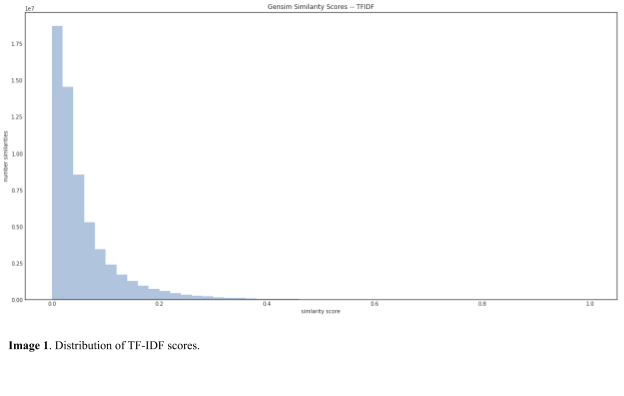 Gensim Similarity Scores -- TFIDF
1e7
1.75
1.50
1.25
1.00
0.75
0.50
0.25
0.00
number similarities
0.0 0.2 0.4 0.6 0.8 1.0
similarity score
Image 1. Distribution of TF-IDF scores.